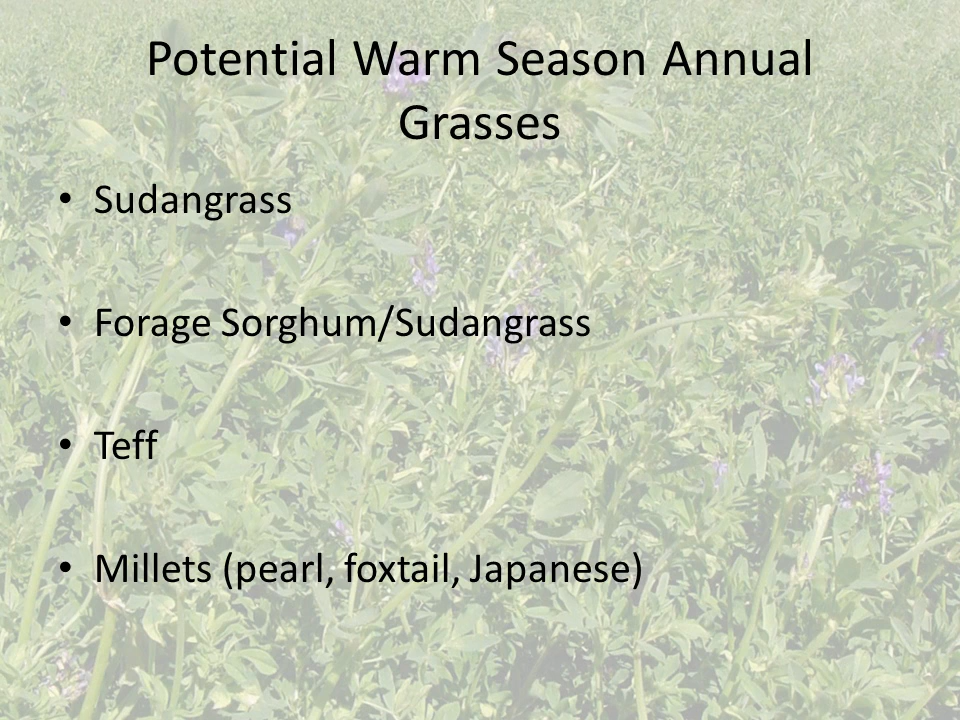 Potential Warm Season Annual
Grasses
• Sudangrass
• Forage Sorghum/Sudangrass
• Teff
• Millets (pearl, foxtail, Japanese)